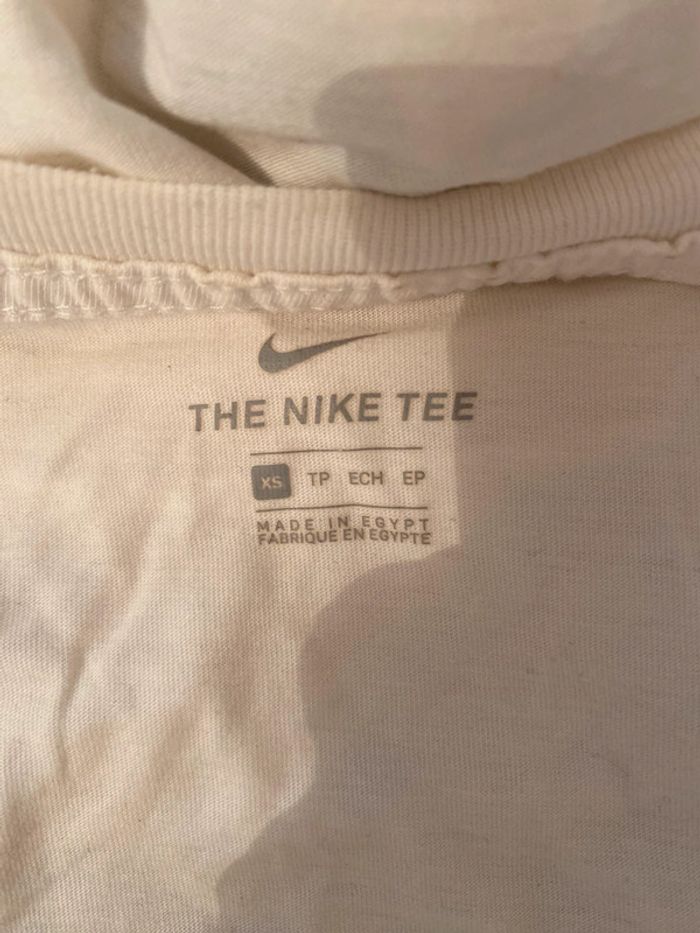 THE NIKE TEE
XS TP ECH EP
MADE IN EGYPT
FABRIQUE EN EGYPTE